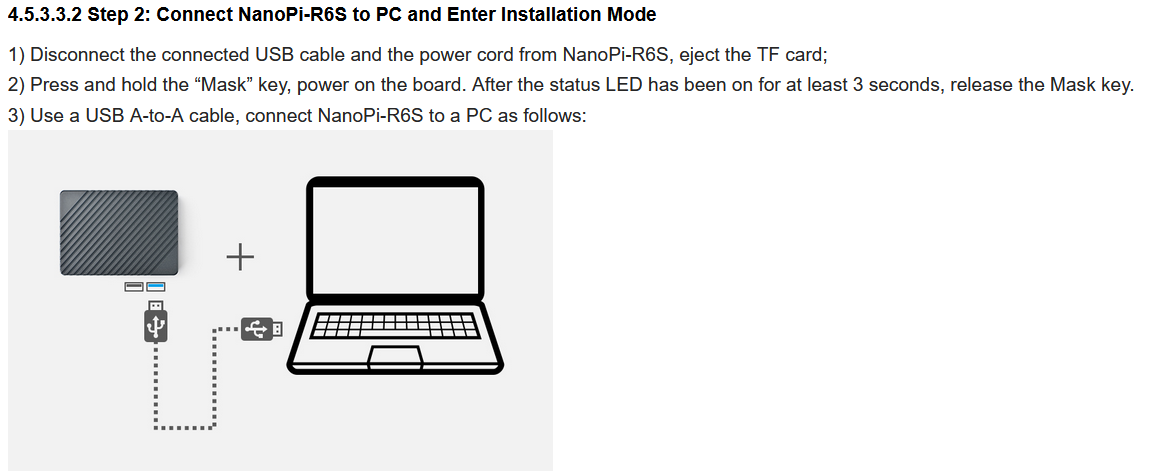 4.5.3.3.2 Step 2: Connect NanoPi-R6S to PC and Enter Installation Mode
1) Disconnect the connected USB cable and the power cord from NanoPi-R6S, eject the TF card;
2) Press and hold the “Mask” key, power on the board. After the status LED has been on for at least 3 seconds, release the Mask key.
3) Use a USB A-to-A cable, connect NanoPi-R6S to a PC as follows: